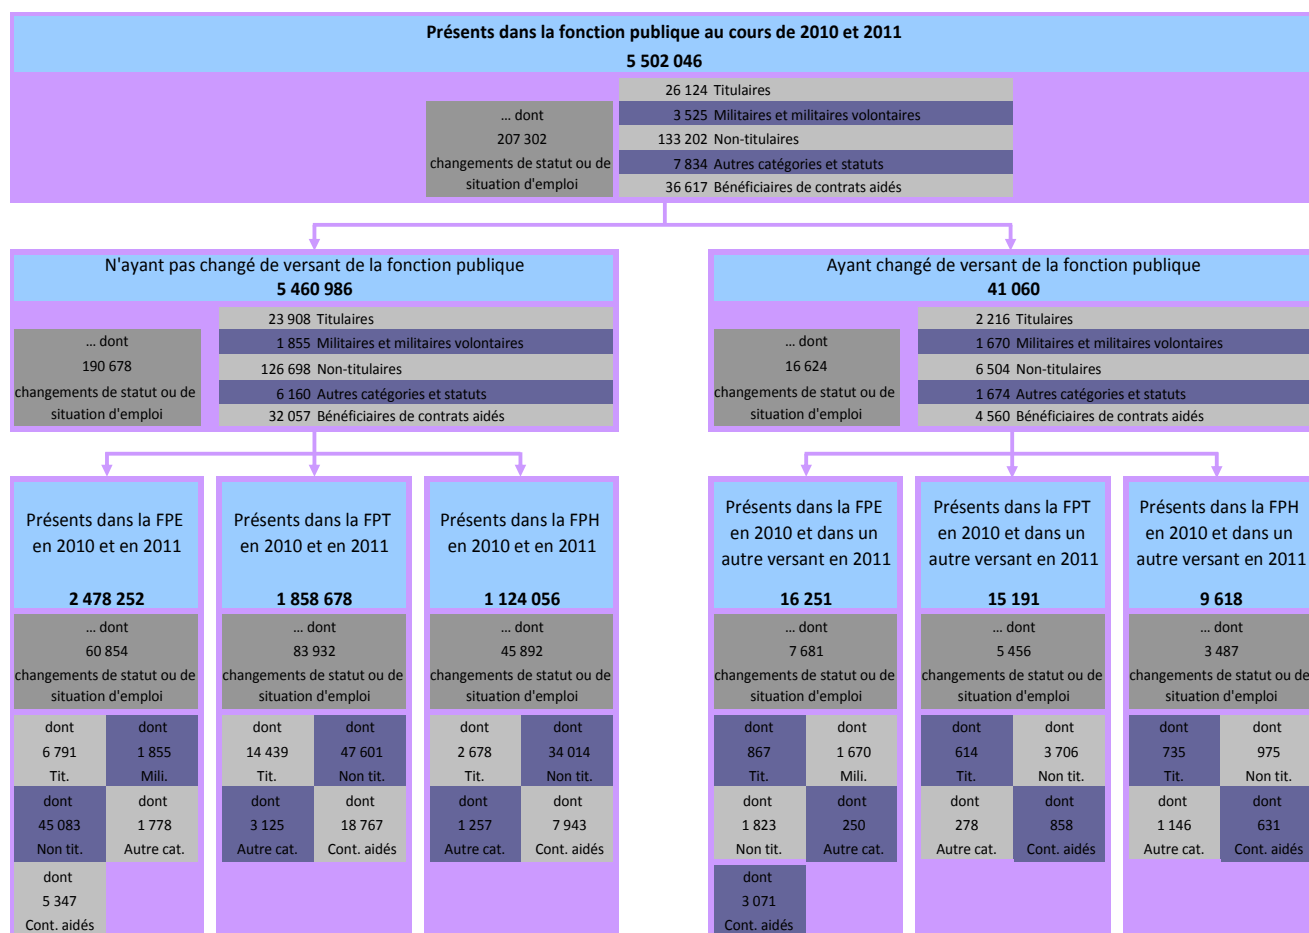 Présents dans la fonction publique au cours de 2010 et 2011
5 502 046
... dont
207 302
changements de statut ou de
situation d'emploi
26 124 Titulaires
3 525 Militaires et militaires volontaires
133 202 Non-titulaires
7 834 Autres catégories et statuts
36 617 Bénéficiaires de contrats aidés
N'ayant pas changé de versant de la fonction publique
5 460 986
... dont
190 678
changements de statut ou de
situation d'emploi
23 908 Titulaires
1 855 Militaires et militaires volontaires
126 698 Non-titulaires
6 160 Autres catégories et statuts
32 057 Bénéficiaires de contrats aidés
Ayant changé de versant de la fonction publique
41 060
... dont
16 624
changements de statut ou de
situation d'emploi
2 216 Titulaires
1 670 Militaires et militaires volontaires
6 504 Non-titulaires
1 674 Autres catégories et statuts
4 560 Bénéficiaires de contrats aidés
Présents dans la FPE
en 2010 et en 2011
2 478 252
... dont
60 854
changements de statut ou de
situation d'emploi
dont
6 791
Tit.
dont
1 855
Mili.
dont
45 083
Non tit.
dont
1 778
Autre cat.
dont
5 347
Cont. aidés
Présents dans la FPT
en 2010 et en 2011
1 858 678
... dont
83 932
changements de statut ou de
situation d'emploi
dont
14 439
Tit.
dont
47 601
Non tit.
dont
3 125
Autre cat.
dont
18 767
Cont. aidés
Présents dans la FPH
en 2010 et en 2011
1 124 056
... dont
45 892
changements de statut ou de
situation d'emploi
dont
2 678
Tit.
dont
34 014
Non tit.
dont
1 257
Autre cat.
dont
7 943
Cont. aidés
Présents dans la FPE
en 2010 et dans un
autre versant en 2011
16 251
... dont
7 681
changements de statut ou de
situation d'emploi
dont
867
Tit.
dont
1 670
Mili.
dont
1 823
Non tit.
dont
250
Autre cat.
dont
3 071
Cont. aidés
Présents dans la FPT
en 2010 et dans un
autre versant en 2011
15 191
... dont
5 456
changements de statut ou de
situation d'emploi
dont
614
Tit.
dont
3 706
Non tit.
dont
278
Autre cat.
dont
858
Cont. aidés
Présents dans la FPH
en 2010 et dans un
autre versant en 2011
9 618
... dont
3 487
changements de statut ou de
situation d'emploi
dont
735
Tit.
dont
975
Non tit.
dont
1 146
Autre cat.
dont
631
Cont. aidés